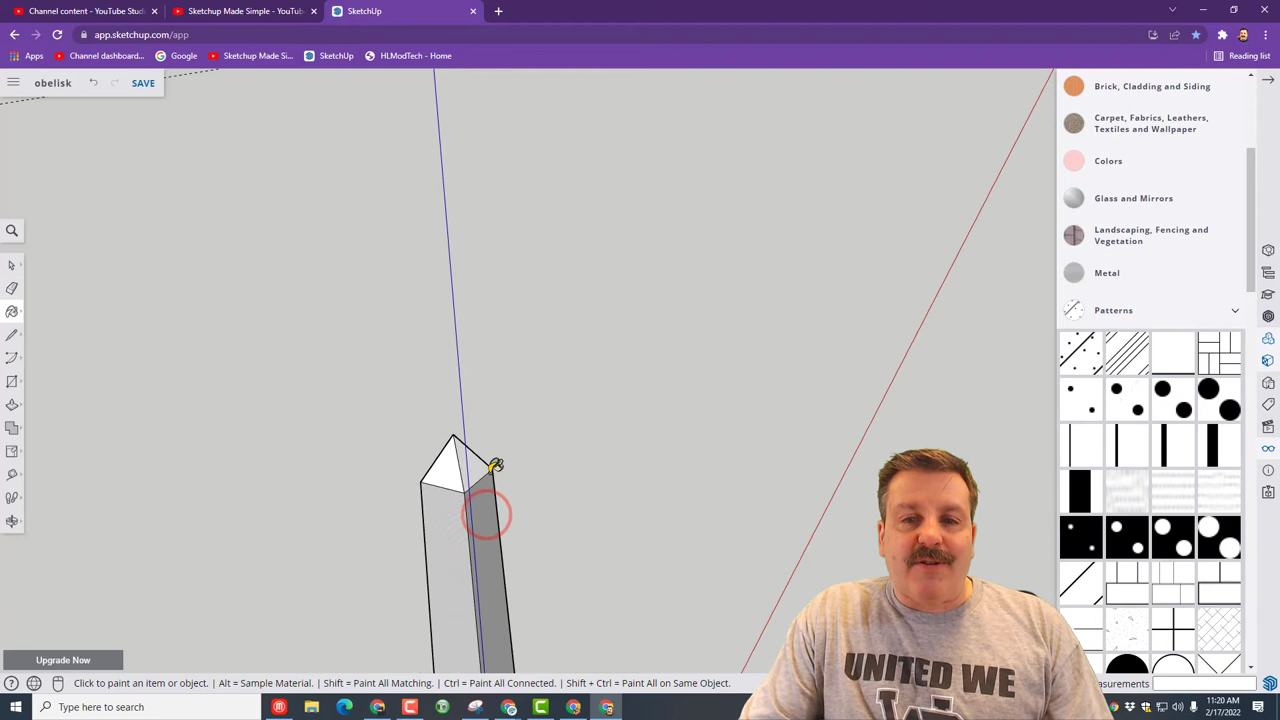 Channel content - YouTube Studi
Sketchup Made Simple - YouTub
SketchUp
app.sketchup.com/app
Apps
Channel dashboard...
Google
Sketchup Made Si...
SketchUp
HLModTech - Home
Reading list
obelisk
SAVE
Brick, Cladding and Siding
Carpet, Fabrics, Leathers,
Textiles and Wallpaper
Colors
Glass and Mirrors
Landscaping, Fencing and
Vegetation
Metal
Patterns
UNITED WE
Upgrade Now
Click to paint an item or object. | Alt = Sample Material. | Shift = Paint All Matching. | Ctrl = Paint All Connected. | Shift + Ctrl = Paint All on Same Object.
asurements
Type here to search
11:20 AM
2/17/2022